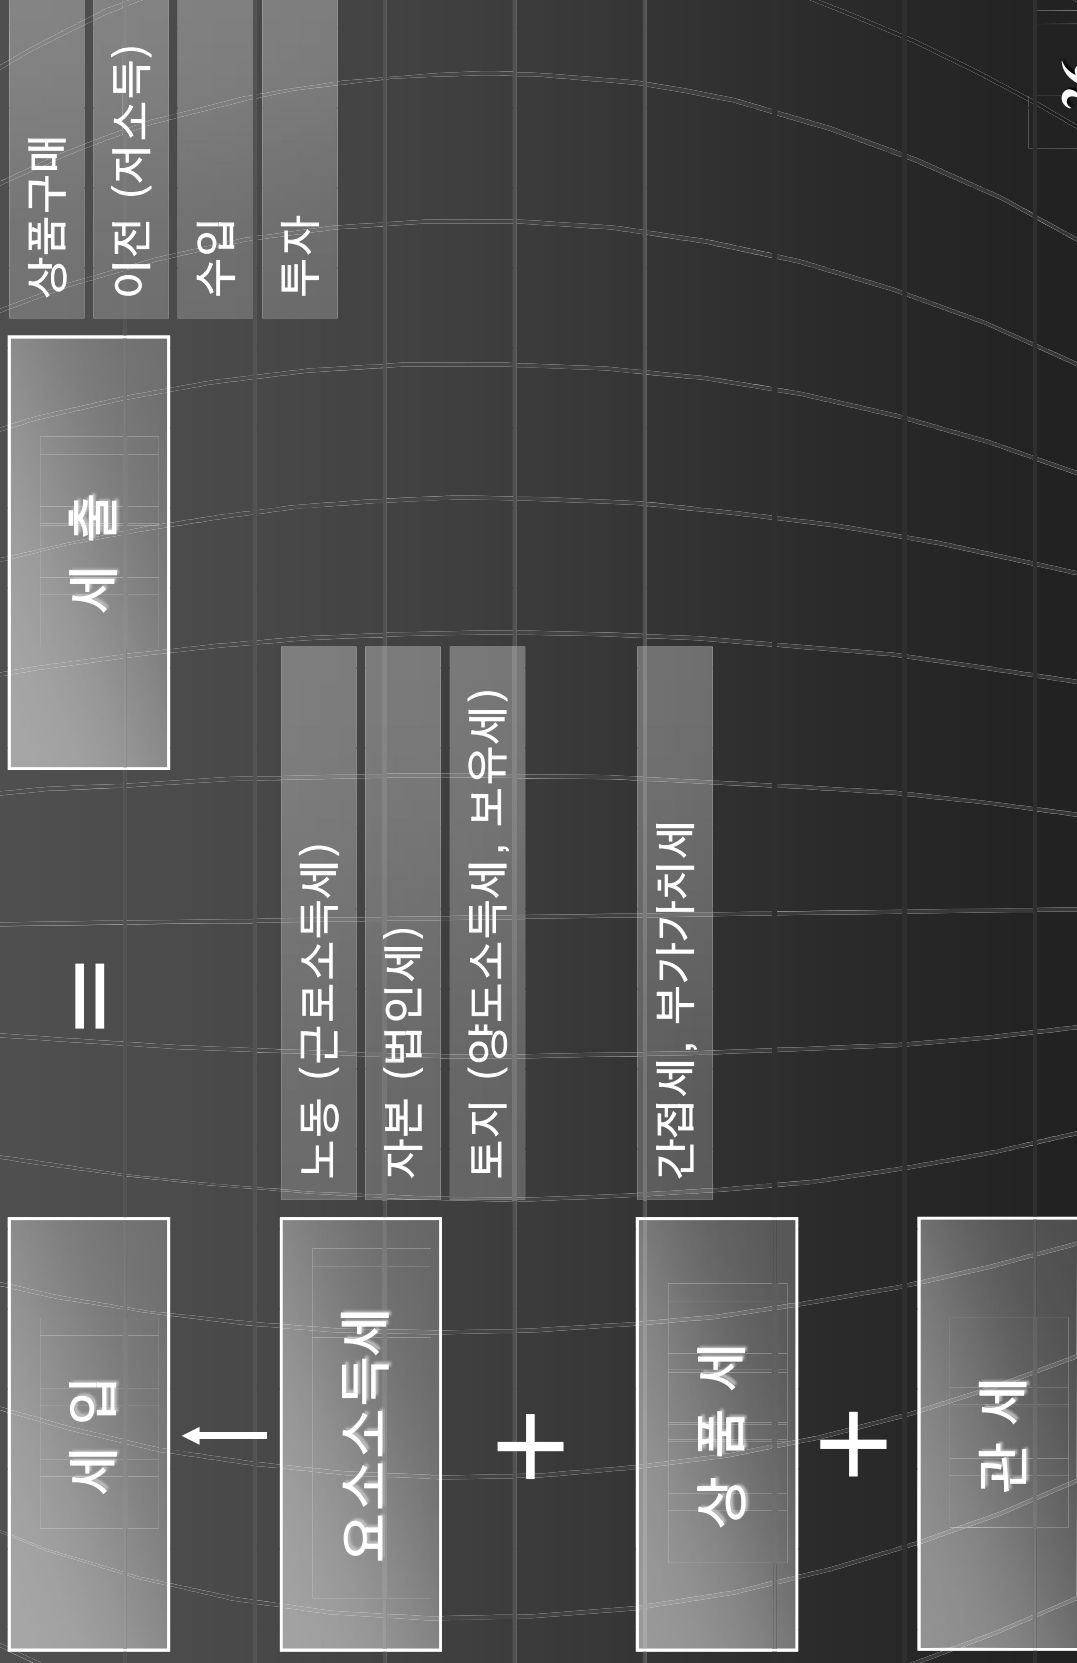 세 입
=
세 출
상품구매
이전 (저소득)
수입
투자
요소소득세
노동 (근로소득세)
자본 (법인세)
토지 (양도소득세, 보유세)
+
상 품 세
간접세, 부가가치세
+
관 세